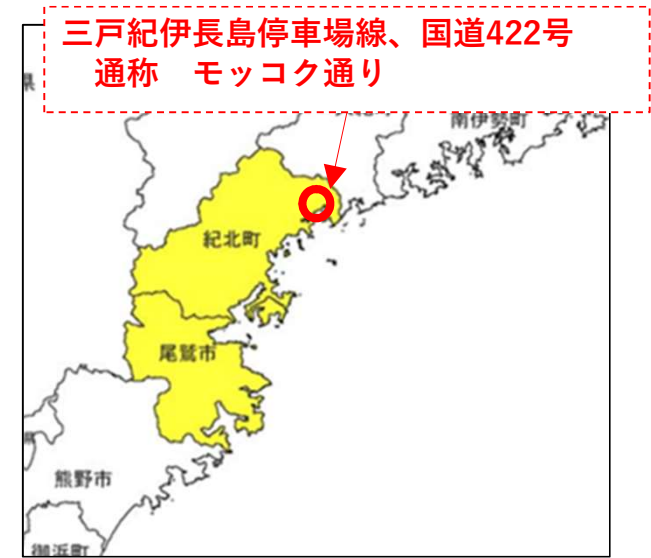 三戸紀伊長島停車場線、国道422号
通称　モッコク通り
県
南伊勢町
紀北町
尾鷲市
熊野市
御浜町